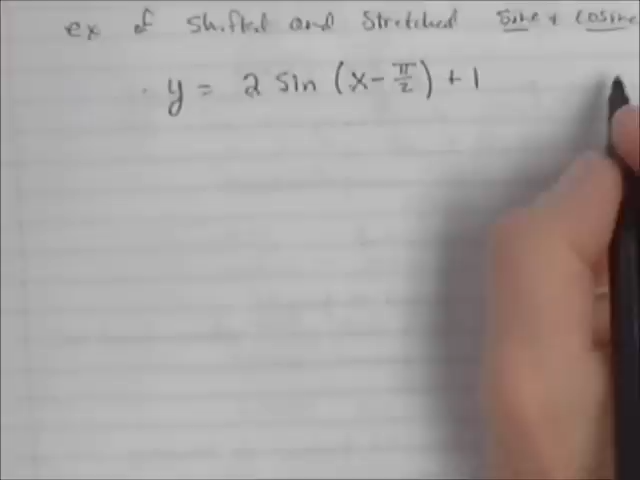 ex of shifted and stretched sine & cosine
y = 2 sin (x - π/2) + 1